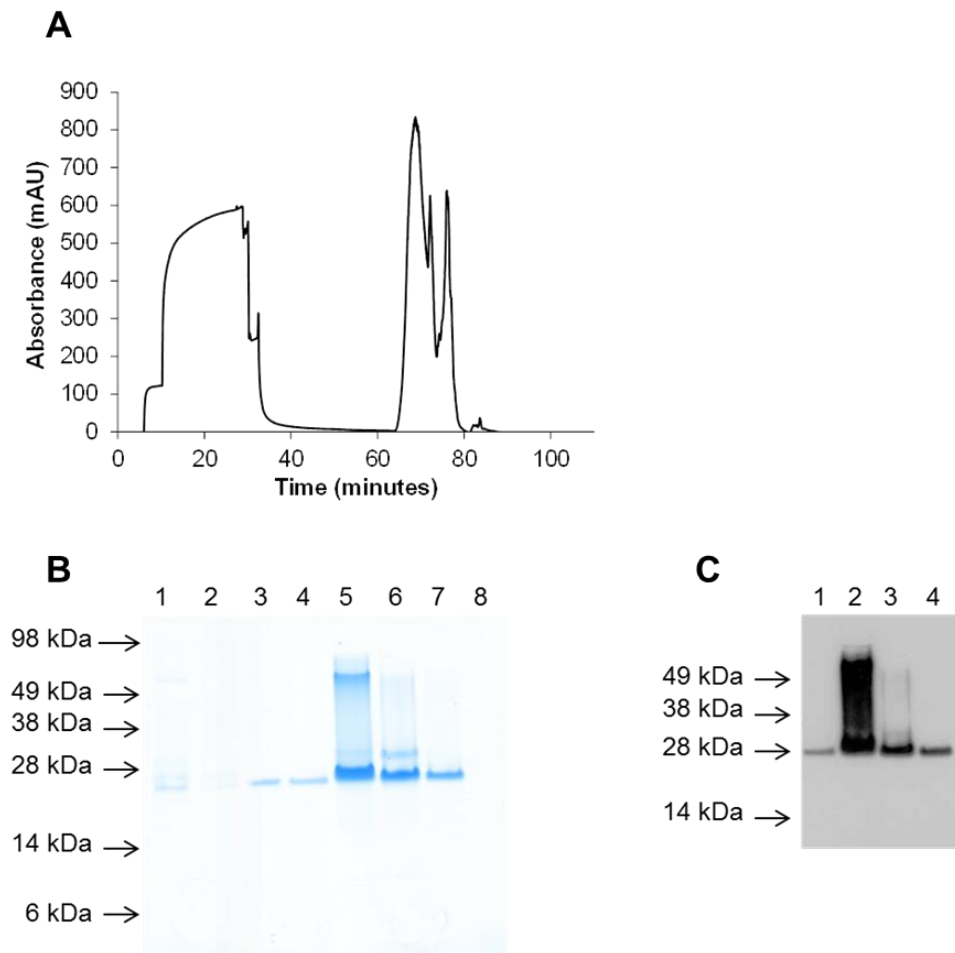 A
900
800
700
600
500
400
300
200
100
0
Absorbance (mAU)
0 20 40 60 80 100
Time (minutes)
B
1 2 3 4 5 6 7 8
98 kDa
49 kDa
38 kDa
28 kDa
14 kDa
6 kDa
C
1 2 3 4
49 kDa
38 kDa
28 kDa
14 kDa